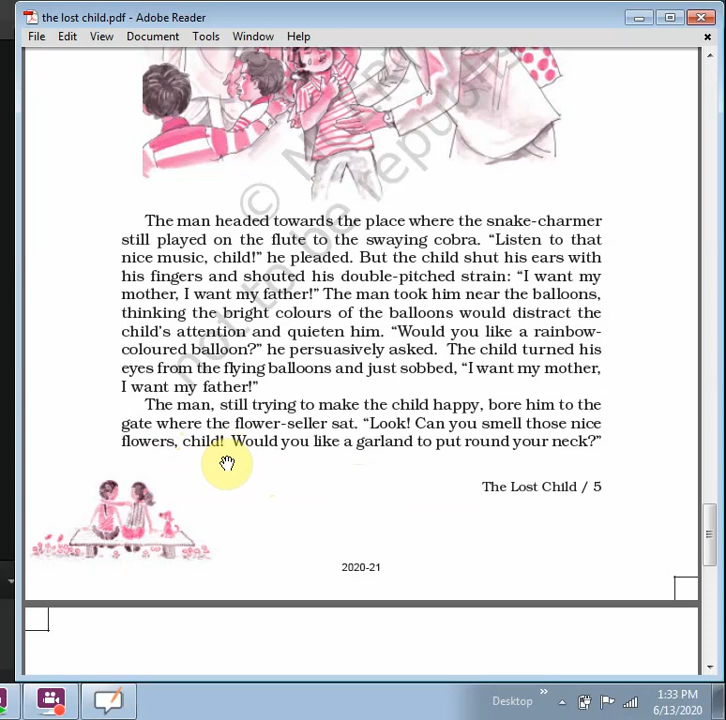 the lost child.pdf - Adobe Reader
File Edit View Document Tools Window Help
© N
not to be republi
The man headed towards the place where the snake-charmer
still played on the flute to the swaying cobra. “Listen to that
nice music, child!” he pleaded. But the child shut his ears with
his fingers and shouted his double-pitched strain: “I want my
mother, I want my father!” The man took him near the balloons,
thinking the bright colours of the balloons would distract the
child’s attention and quieten him. “Would you like a rainbow-
coloured balloon?” he persuasively asked. The child turned his
eyes from the flying balloons and just sobbed, “I want my mother,
I want my father!”
The man, still trying to make the child happy, bore him to the
gate where the flower-seller sat. “Look! Can you smell those nice
flowers, child! Would you like a garland to put round your neck?”
The Lost Child / 5
2020-21
Desktop
1:33 PM
6/13/2020